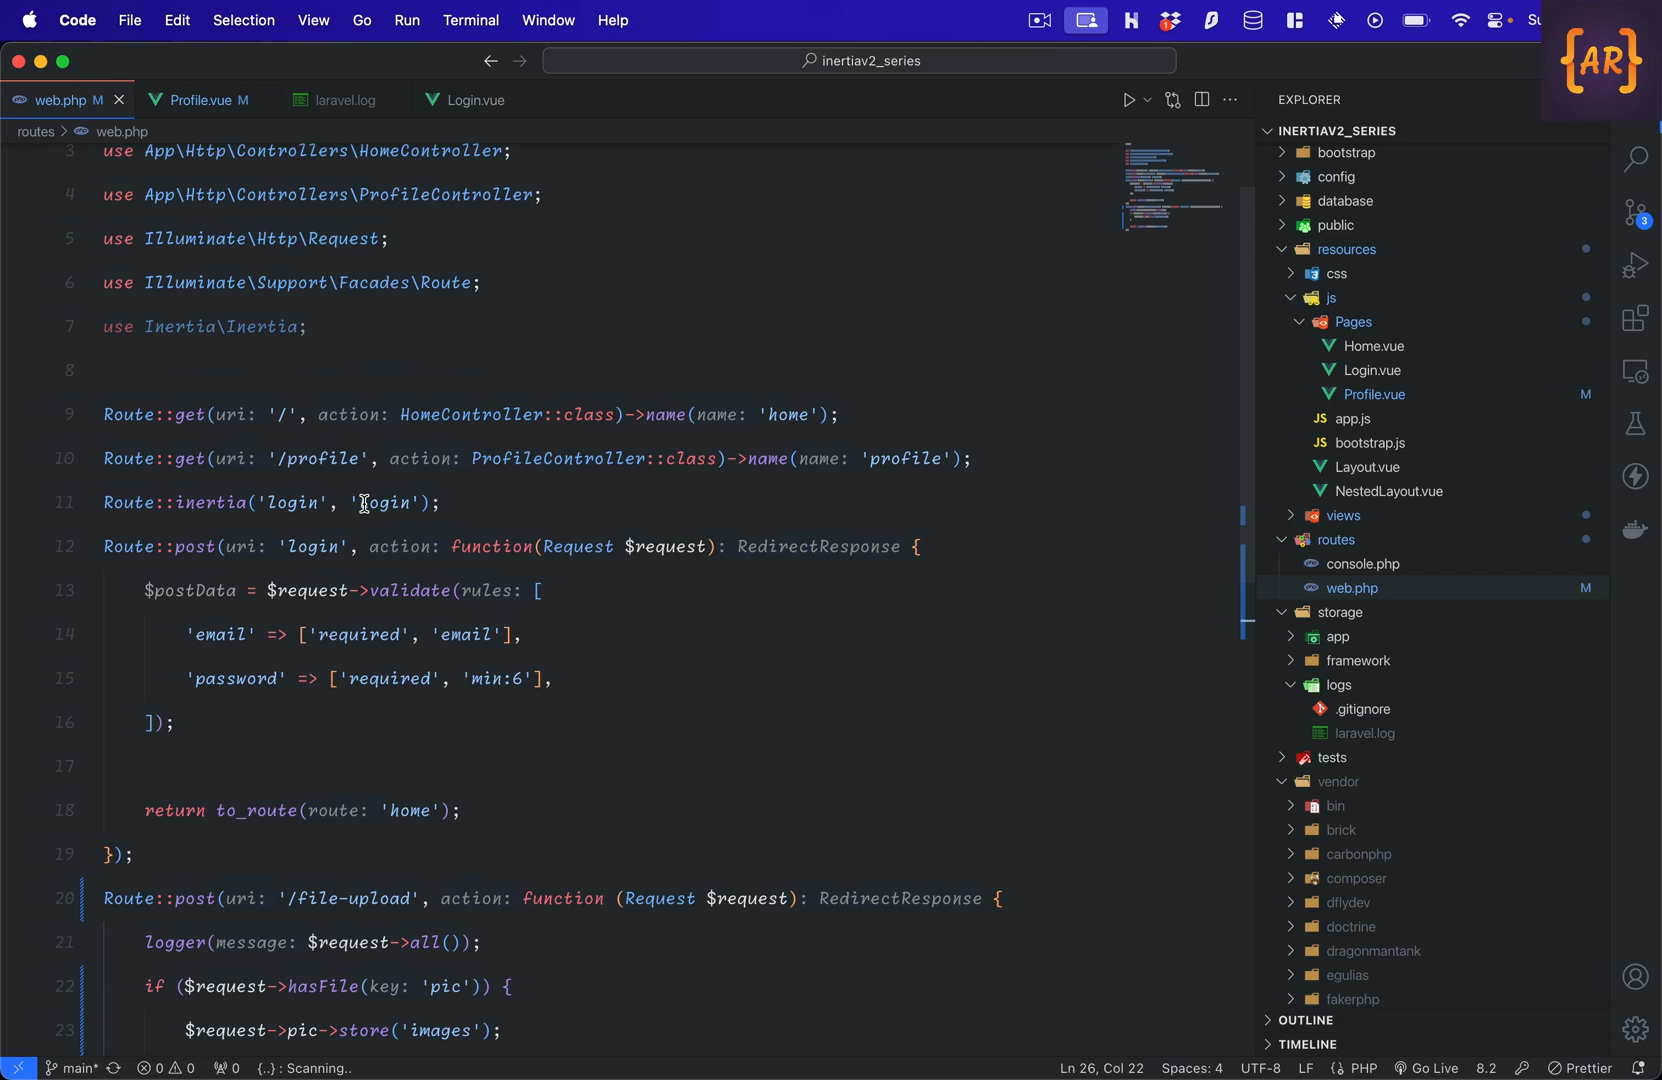 Code File Edit Selection View Go Run Terminal Window Help
{AR}
inertiav2_series
web.php M Profile.vue M laravel.log Login.vue
EXPLORER
routes > web.php
INERTIAV2_SERIES
3 use App\Http\Controllers\HomeController;
4 use App\Http\Controllers\ProfileController;
5 use Illuminate\Http\Request;
6 use Illuminate\Support\Facades\Route;
7 use Inertia\Inertia;
8
9 Route::get(uri: '/', action: HomeController::class)->name(name: 'home');
10 Route::get(uri: '/profile', action: ProfileController::class)->name(name: 'profile');
11 Route::inertia('login', 'Login');
12 Route::post(uri: 'login', action: function(Request $request): RedirectResponse {
13 $postData = $request->validate(rules: [
14 'email' => ['required', 'email'],
15 'password' => ['required', 'min:6'],
16 ]);
17
18 return to_route(route: 'home');
19 });
20 Route::post(uri: '/file-upload', action: function (Request $request): RedirectResponse {
21 logger(message: $request->all());
22 if ($request->hasFile(key: 'pic')) {
23 $request->pic->store('images');
bootstrap
config
database
public
resources
css
js
Pages
Home.vue
Login.vue
Profile.vue M
app.js
bootstrap.js
Layout.vue
NestedLayout.vue
views
routes
console.php
web.php M
storage
app
framework
logs
.gitignore
laravel.log
tests
vendor
bin
brick
carbonphp
composer
dflydev
doctrine
dragonmantank
egulias
fakerphp
OUTLINE
TIMELINE
3
main* 0 0 0 {..} : Scanning.. Ln 26, Col 22 Spaces: 4 UTF-8 LF PHP Go Live 8.2 Prettier